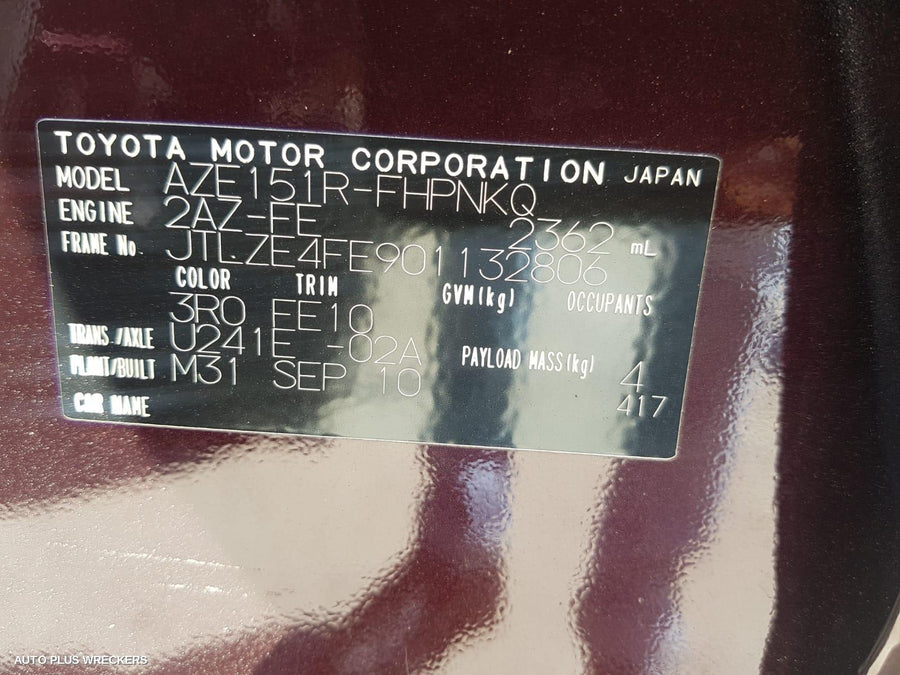 TOYOTA MOTOR CORPORATION JAPAN
MODEL AZE151R-FHPNKQ
ENGINE 2AZ-FE 2362 mL
FRAME No. JTLZE4FE901132806
COLOR TRIM GVM(kg) OCCUPANTS
3R0 EE10
TRANS./AXLE U241E -02A PAYLOAD MASS(kg) 4
PLANT/BUILT M31 SEP 10 417
CAR NAME
AUTO PLUS WRECKERS